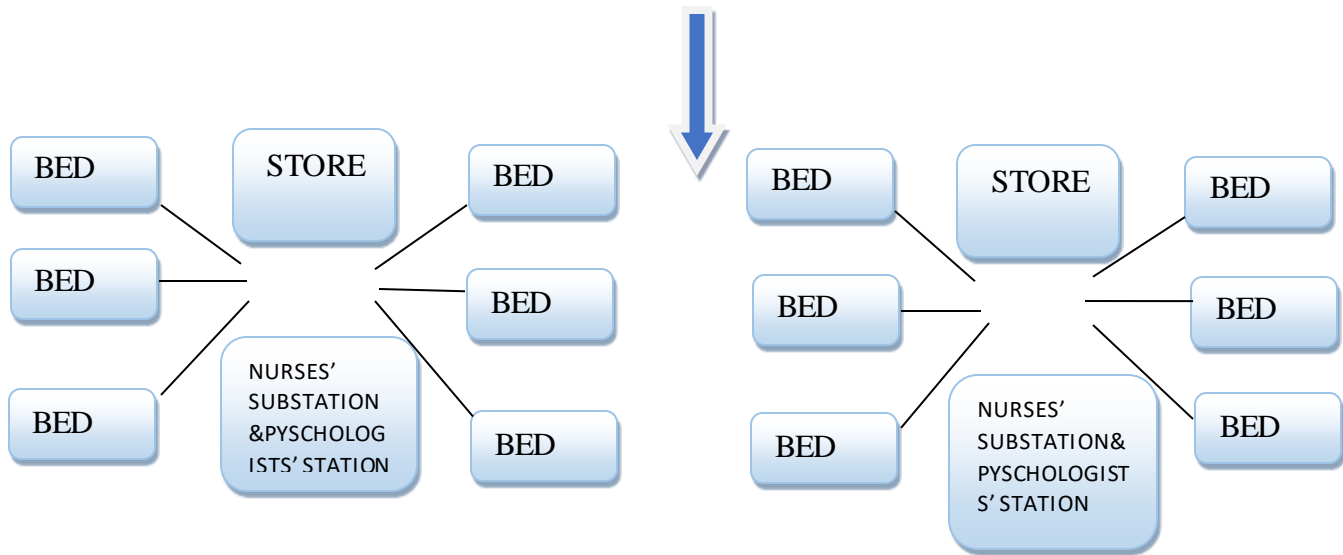 BED
STORE
BED
BED
BED
BED
NURSES'
SUBSTATION
&PYSCHOLOG
ISTS' STATION
BED
BED
STORE
BED
BED
BED
BED
NURSES'
SUBSTATION&
PYSCHOLOGIST
S' STATION
BED